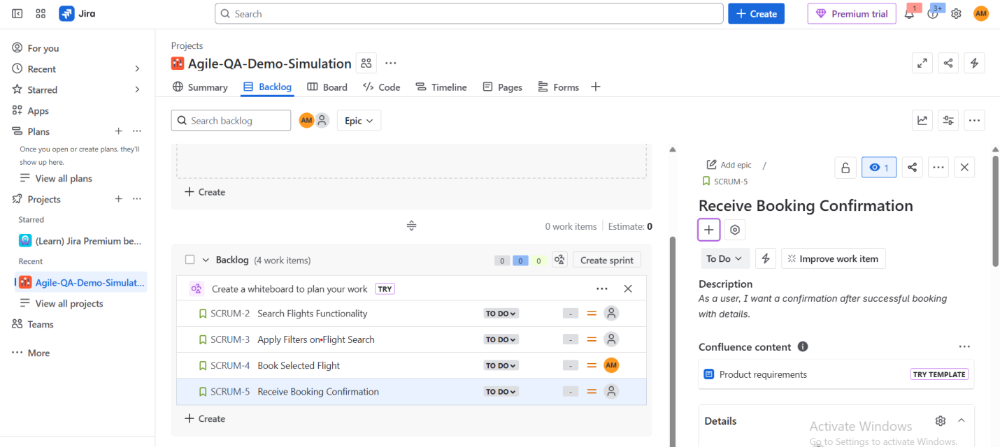 Jira
Search
Create
Premium trial
1
3+
AM
For you
Recent
Starred
Apps
Plans
Once you open or create plans, they'll
show up here.
View all plans
Projects
Starred
(Learn) Jira Premium be...
Recent
Agile-QA-Demo-Simulat...
View all projects
Teams
More
Projects
Agile-QA-Demo-Simulation
Summary
Backlog
Board
Code
Timeline
Pages
Forms
Search backlog
AM
Epic
Create
0 work items
Estimate: 0
Backlog (4 work items)
0 0 0
Create sprint
Create a whiteboard to plan your work TRY
SCRUM-2 Search Flights Functionality TO DO -
SCRUM-3 Apply Filters on Flight Search TO DO -
SCRUM-4 Book Selected Flight TO DO - AM
SCRUM-5 Receive Booking Confirmation TO DO -
Create
Add epic /
SCRUM-5
1
Receive Booking Confirmation
To Do
Improve work item
Description
As a user, I want a confirmation after successful booking
with details.
Confluence content
Product requirements
TRY TEMPLATE
Details
Activate Windows
Go to Settings to activate Windows.